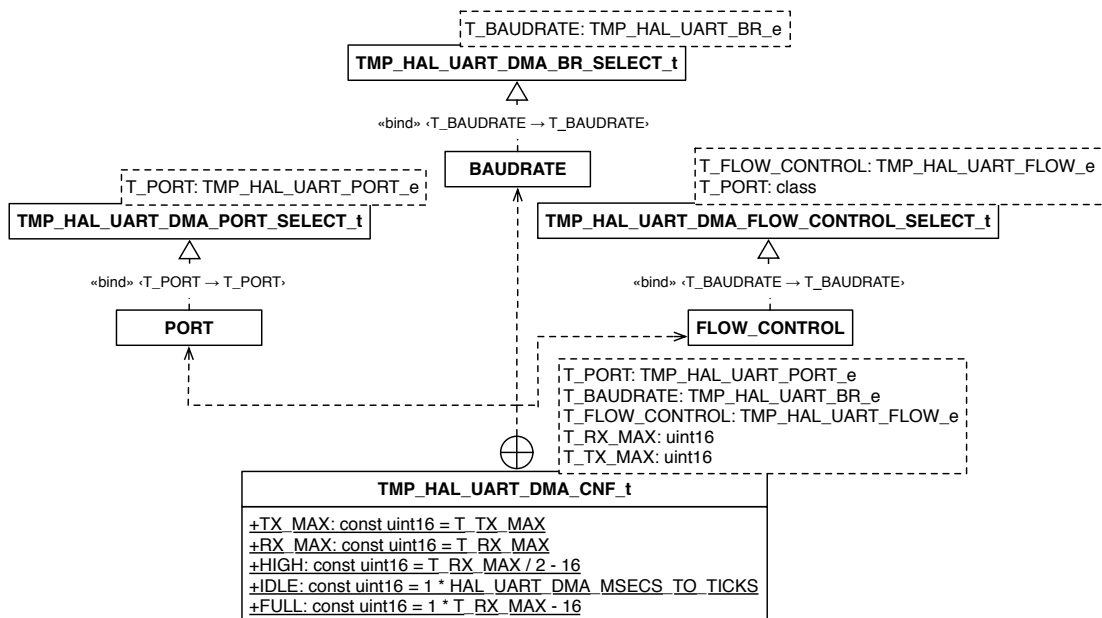 T_BAUDRATE: TMP_HAL_UART_BR_e
TMP_HAL_UART_DMA_BR_SELECT_t
«bind» ‹T_BAUDRATE → T_BAUDRATE›
BAUDRATE
T_PORT: TMP_HAL_UART_PORT_e
TMP_HAL_UART_DMA_PORT_SELECT_t
«bind» ‹T_PORT → T_PORT›
PORT
T_FLOW_CONTROL: TMP_HAL_UART_FLOW_e
T_PORT: class
TMP_HAL_UART_DMA_FLOW_CONTROL_SELECT_t
«bind» ‹T_BAUDRATE → T_BAUDRATE›
FLOW_CONTROL
T_PORT: TMP_HAL_UART_PORT_e
T_BAUDRATE: TMP_HAL_UART_BR_e
T_FLOW_CONTROL: TMP_HAL_UART_FLOW_e
T_RX_MAX: uint16
T_TX_MAX: uint16
TMP_HAL_UART_DMA_CNF_t
+TX_MAX: const uint16 = T_TX_MAX
+RX_MAX: const uint16 = T_RX_MAX
+HIGH: const uint16 = T_RX_MAX / 2 - 16
+IDLE: const uint16 = 1 * HAL_UART_DMA_MSECS_TO_TICKS
+FULL: const uint16 = 1 * T_RX_MAX - 16